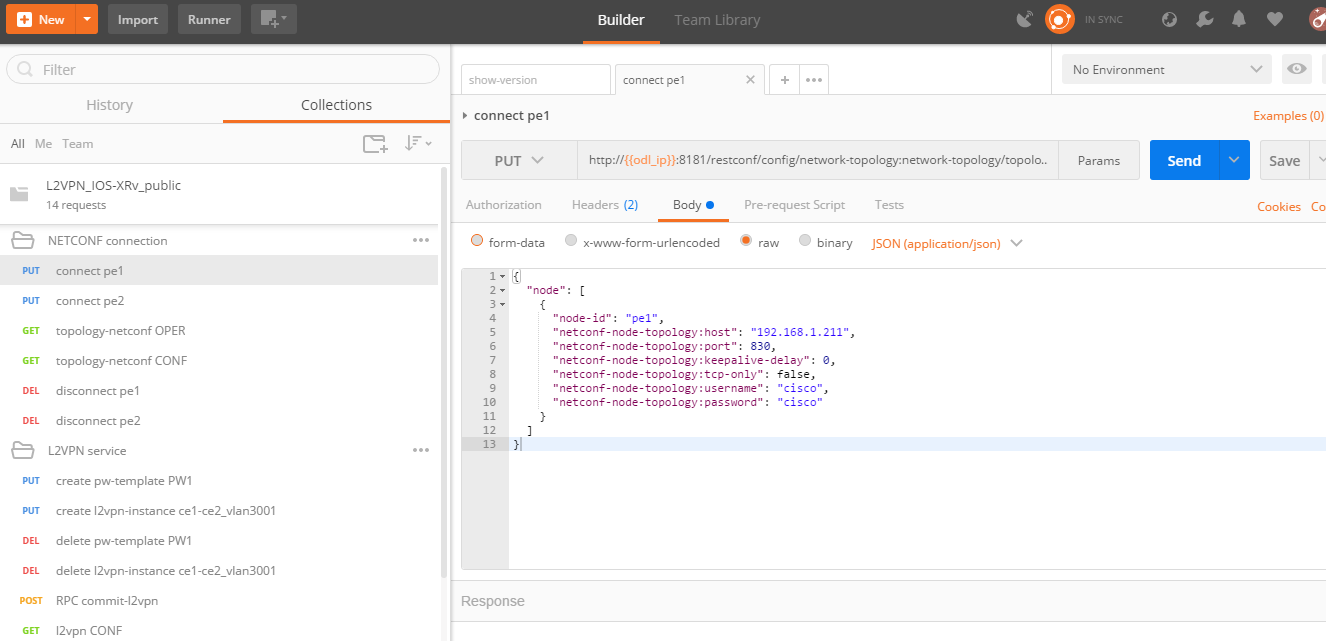 New Import Runner Builder Team Library IN SYNC
Filter
History Collections
All Me Team
L2VPN_IOS-XRv_public
14 requests
NETCONF connection
PUT connect pe1
PUT connect pe2
GET topology-netconf OPER
GET topology-netconf CONF
DEL disconnect pe1
DEL disconnect pe2
L2VPN service
PUT create pw-template PW1
PUT create l2vpn-instance ce1-ce2_vlan3001
DEL delete pw-template PW1
DEL delete l2vpn-instance ce1-ce2_vlan3001
POST RPC commit-l2vpn
GET l2vpn CONF
show-version connect pe1 No Environment
connect pe1 Examples (0)
PUT http://{{odl_ip}}:8181/restconf/config/network-topology:network-topology/topolo.. Params Send Save
Authorization Headers (2) Body Pre-request Script Tests Cookies Co
form-data x-www-form-urlencoded raw binary JSON (application/json)
1 {
2 "node": [
3 {
4 "node-id": "pe1",
5 "netconf-node-topology:host": "192.168.1.211",
6 "netconf-node-topology:port": 830,
7 "netconf-node-topology:keepalive-delay": 0,
8 "netconf-node-topology:tcp-only": false,
9 "netconf-node-topology:username": "cisco",
10 "netconf-node-topology:password": "cisco"
11 }
12 ]
13 }
Response